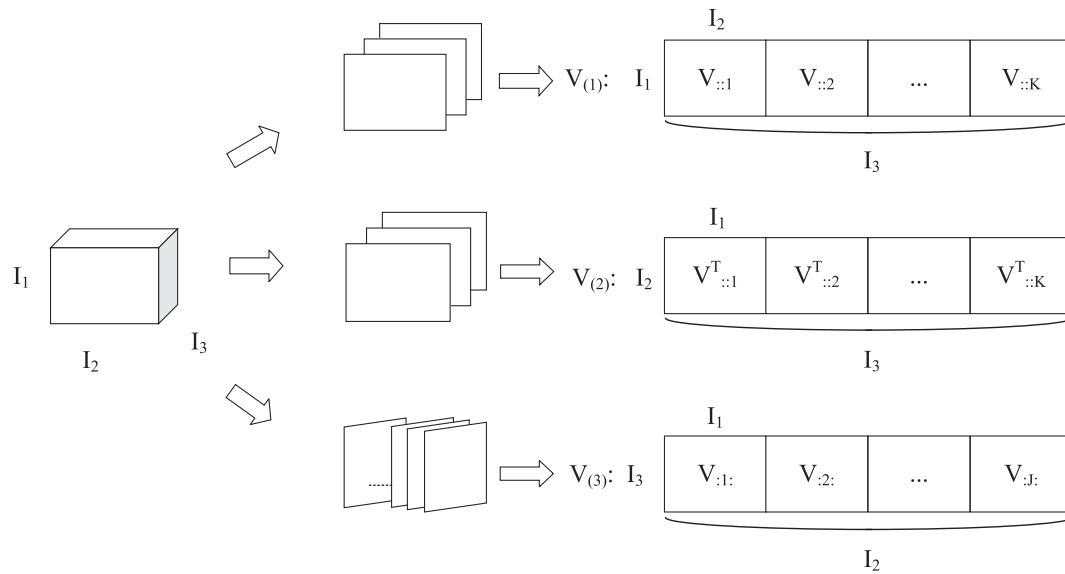 I₂
V₍₁₎: I₁ V::1 V::2 ... V::K
I₃
I₁
I₂
I₃
I₁
V₍₂₎: I₂ Vᵀ::1 Vᵀ::2 ... Vᵀ::K
I₃
I₁
V₍₃₎: I₃ V:1: V:2: ... V:J:
I₂